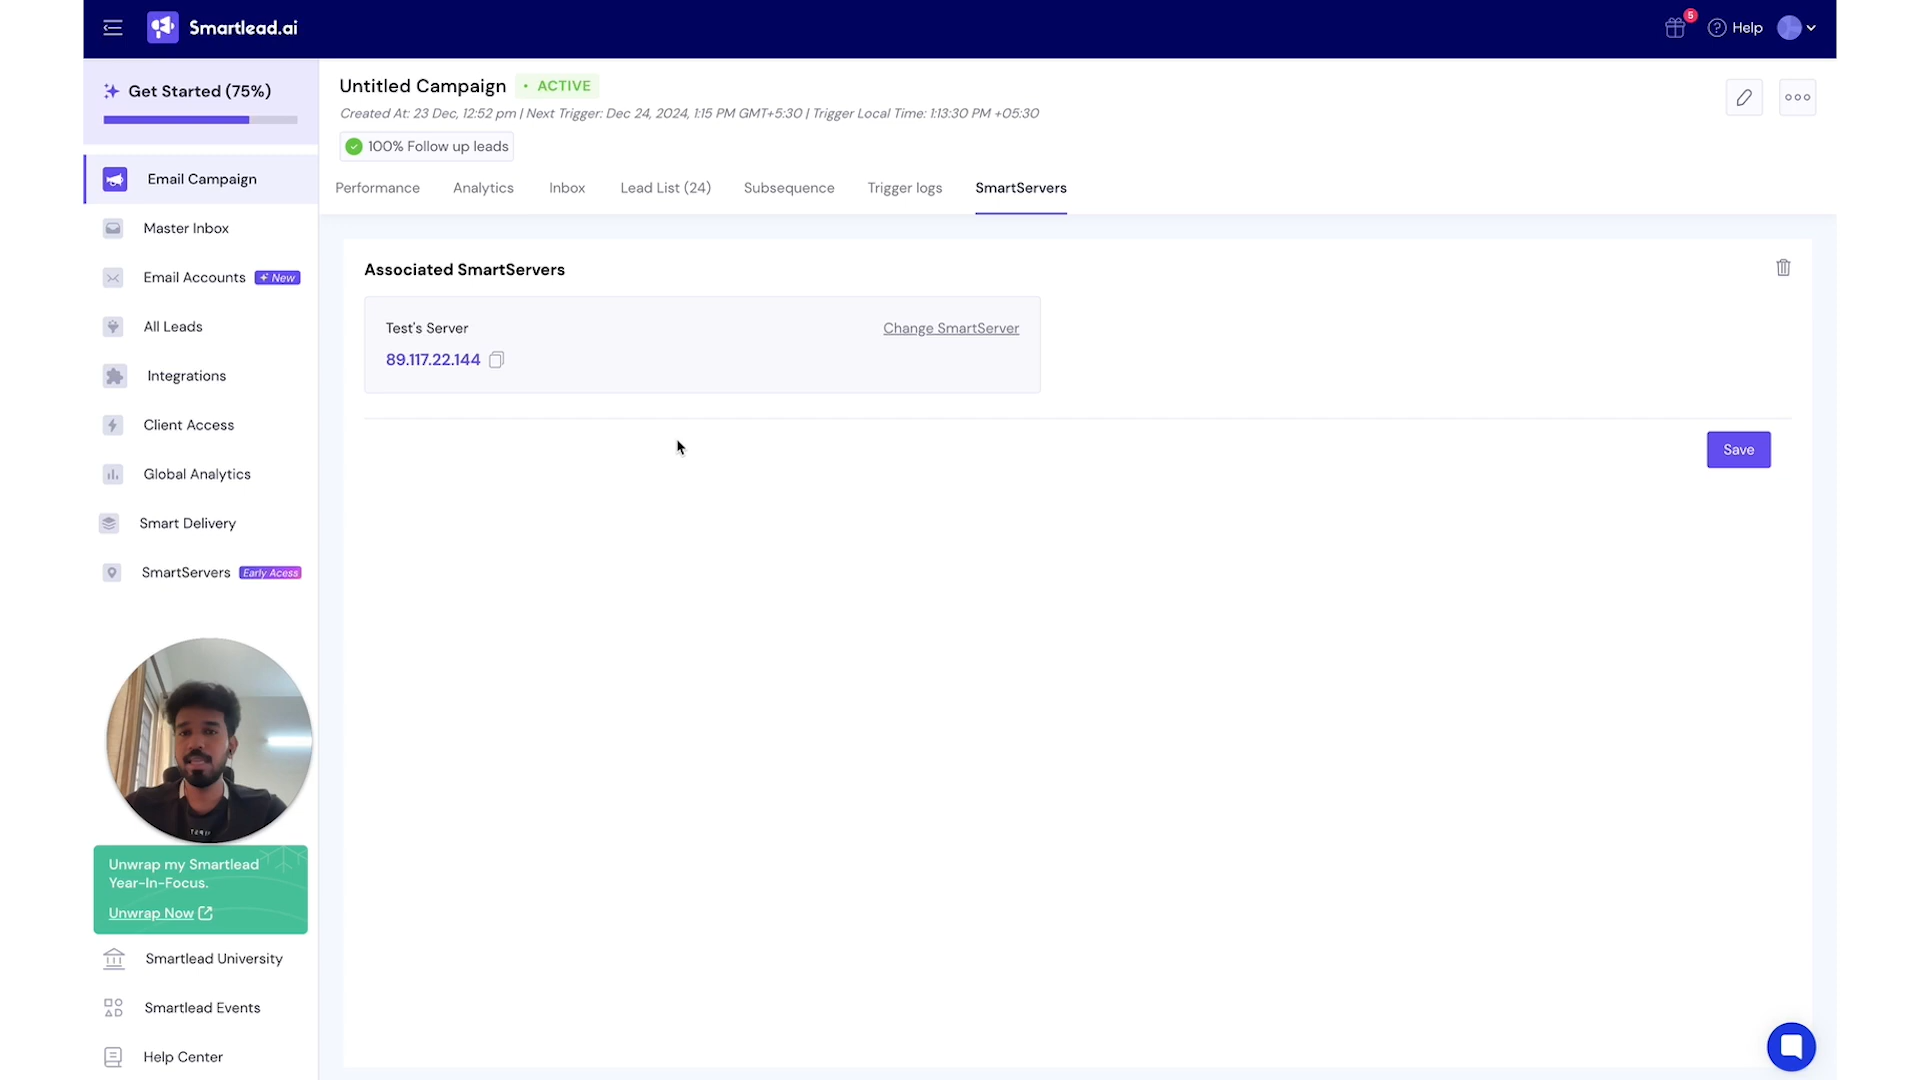 Smartlead.ai
5
Help
Get Started (75%)
Untitled Campaign
• ACTIVE
Created At: 23 Dec, 12:52 pm | Next Trigger: Dec 24, 2024, 1:15 PM GMT+5:30 | Trigger Local Time: 1:13:30 PM +05:30
100% Follow up leads
Performance
Analytics
Inbox
Lead List (24)
Subsequence
Trigger logs
SmartServers
Email Campaign
Master Inbox
Email Accounts
+ New
All Leads
Integrations
Client Access
Global Analytics
Smart Delivery
SmartServers
Early Acess
Associated SmartServers
Test's Server
Change SmartServer
89.117.22.144
Save
Unwrap my Smartlead
Year-In-Focus.
Unwrap Now
Smartlead University
Smartlead Events
Help Center